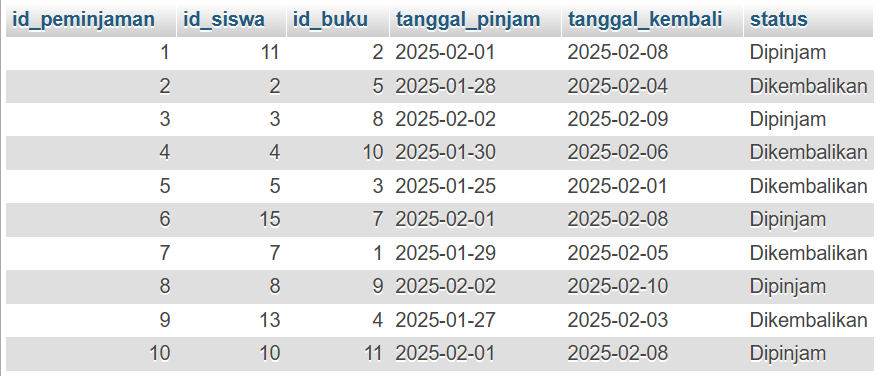 id_peminjaman id_siswa id_buku tanggal_pinjam tanggal_kembali status
1 11 2 2025-02-01 2025-02-08 Dipinjam
2 2 5 2025-01-28 2025-02-04 Dikembalikan
3 3 8 2025-02-02 2025-02-09 Dipinjam
4 4 10 2025-01-30 2025-02-06 Dikembalikan
5 5 3 2025-01-25 2025-02-01 Dikembalikan
6 15 7 2025-02-01 2025-02-08 Dipinjam
7 7 1 2025-01-29 2025-02-05 Dikembalikan
8 8 9 2025-02-02 2025-02-10 Dipinjam
9 13 4 2025-01-27 2025-02-03 Dikembalikan
10 10 11 2025-02-01 2025-02-08 Dipinjam